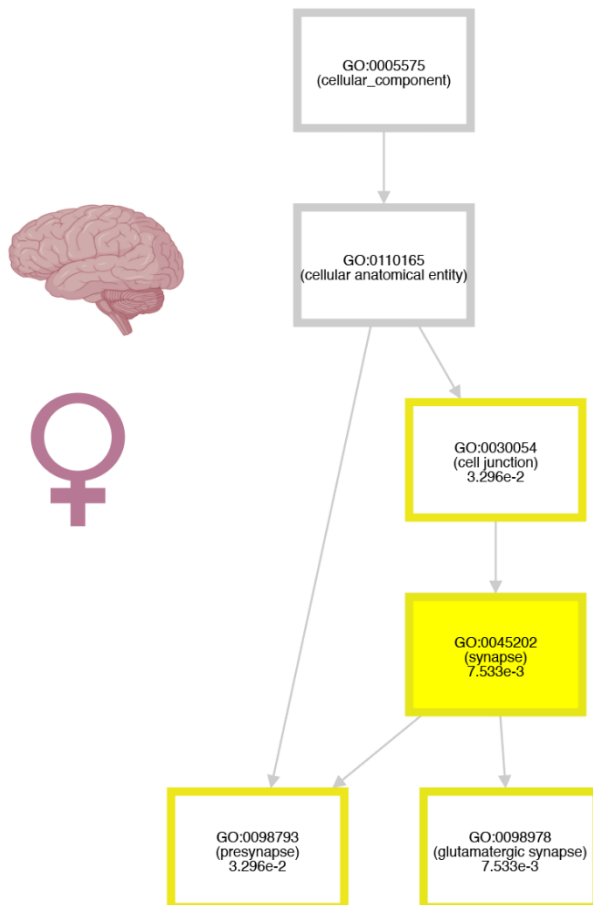 GO:0005575
(cellular_component)
GO:0110165
(cellular anatomical entity)
GO:0030054
(cell junction)
3.296e-2
GO:0045202
(synapse)
7.533e-3
GO:0098793
(presynapse)
3.296e-2
GO:0098978
(glutamatergic synapse)
7.533e-3